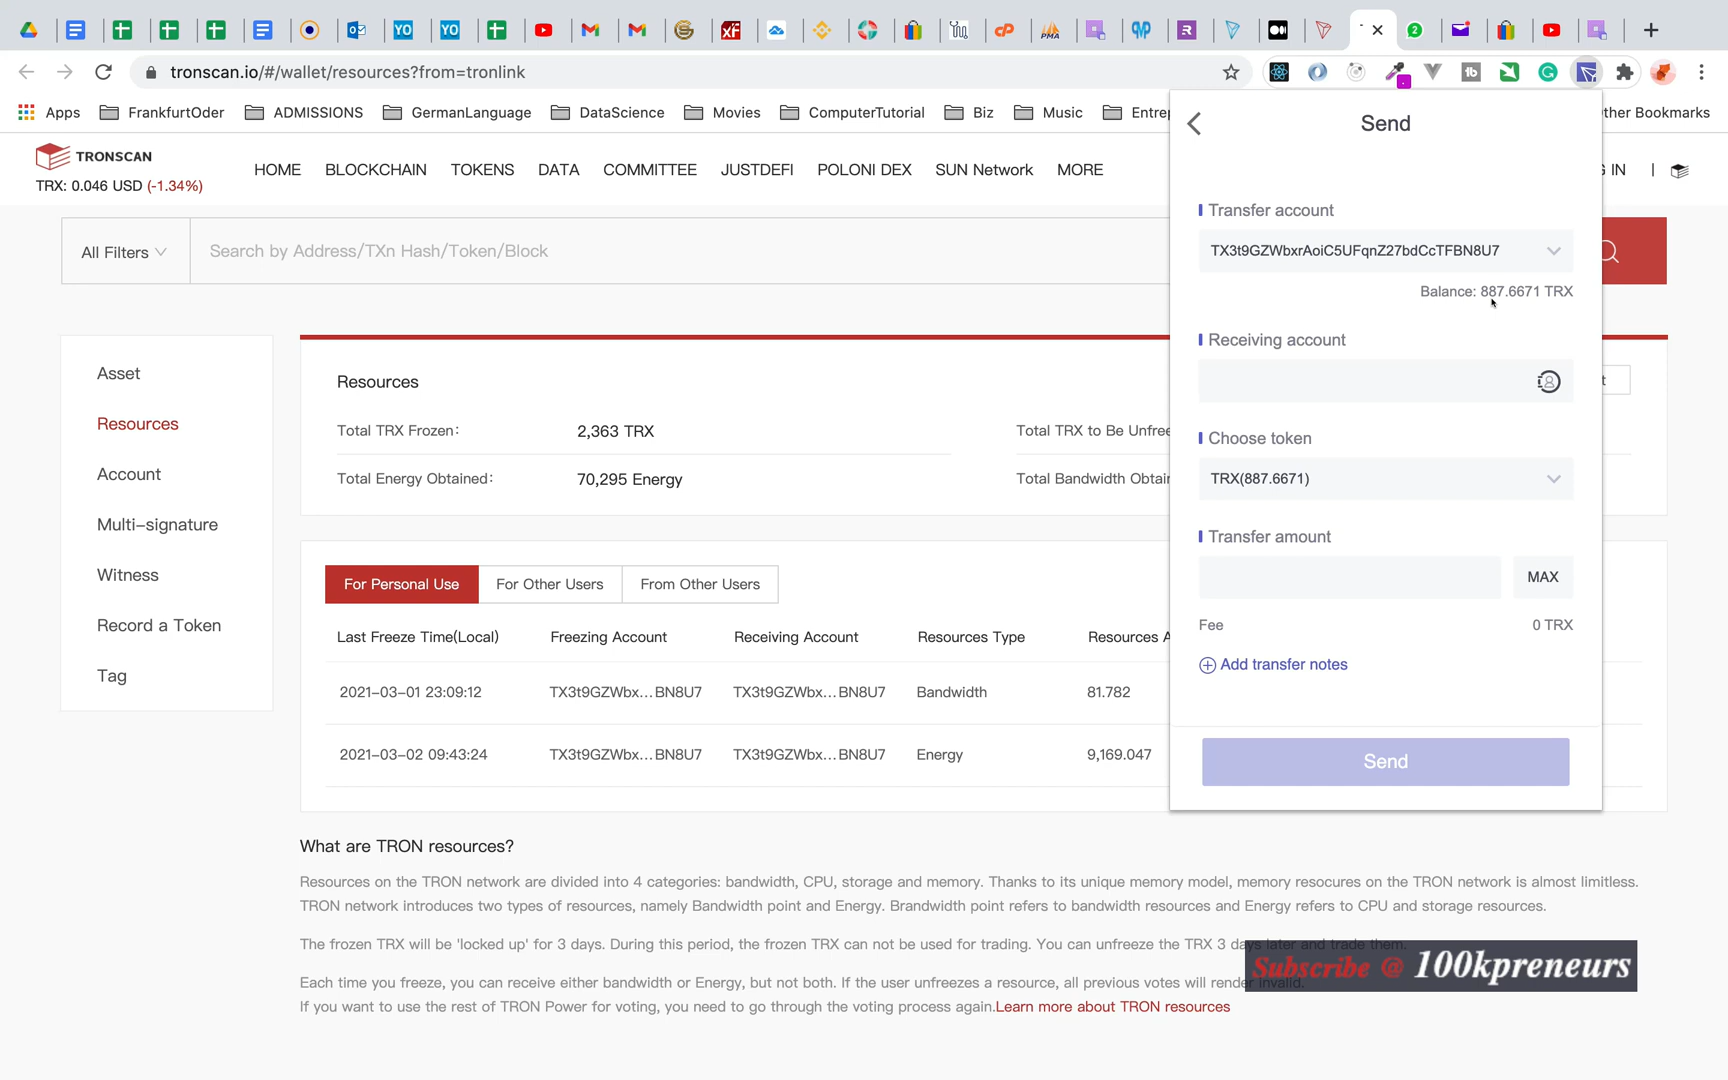 tronscan.io/#/wallet/resources?from=tronlink
Apps FrankfurtOder ADMISSIONS GermanLanguage DataScience Movies ComputerTutorial Biz Music Entrep ther Bookmarks
TRONSCAN
TRX: 0.046 USD (-1.34%)
HOME BLOCKCHAIN TOKENS DATA COMMITTEE JUSTDEFI POLONI DEX SUN Network MORE
IN
All Filters
Search by Address/TXn Hash/Token/Block
Asset
Resources
Account
Multi-signature
Witness
Record a Token
Tag
Resources
Total TRX Frozen: 2,363 TRX
Total TRX to Be Unfree
Total Energy Obtained: 70,295 Energy
Total Bandwidth Obtai
For Personal Use For Other Users From Other Users
Last Freeze Time(Local) Freezing Account Receiving Account Resources Type Resources A
2021-03-01 23:09:12 TX3t9GZWbx...BN8U7 TX3t9GZWbx...BN8U7 Bandwidth 81.782
2021-03-02 09:43:24 TX3t9GZWbx...BN8U7 TX3t9GZWbx...BN8U7 Energy 9,169.047
Send
Transfer account
TX3t9GZWbxrAoiC5UFqnZ27bdCcTFBN8U7
Balance: 887.6671 TRX
Receiving account
Choose token
TRX(887.6671)
Transfer amount
MAX
Fee 0 TRX
Add transfer notes
Send
What are TRON resources?
Resources on the TRON network are divided into 4 categories: bandwidth, CPU, storage and memory. Thanks to its unique memory model, memory resocures on the TRON network is almost limitless.
TRON network introduces two types of resources, namely Bandwidth point and Energy. Brandwidth point refers to bandwidth resources and Energy refers to CPU and storage resources.
The frozen TRX will be 'locked up' for 3 days. During this period, the frozen TRX can not be used for trading. You can unfreeze the TRX 3 days later and trade them.
Subscribe @ 100kpreneurs
Each time you freeze, you can receive either bandwidth or Energy, but not both. If the user unfreezes a resource, all previous votes will render invalid.
If you want to use the rest of TRON Power for voting, you need to go through the voting process again.Learn more about TRON resources